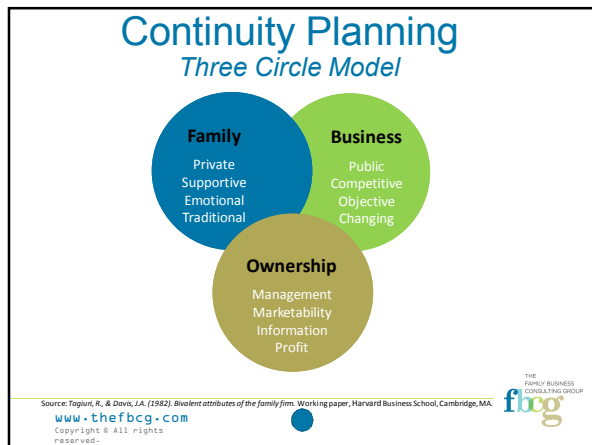 Continuity Planning
Three Circle Model
Family
Private
Supportive
Emotional
Traditional
Business
Public
Competitive
Objective
Changing
Ownership
Management
Marketability
Information
Profit
Source: Tagiuri, R., & Davis, J.A. (1982). Bivalent attributes of the family firm. Working paper, Harvard Business School, Cambridge, MA.
www.thefbcg.com
Copyright © All rights
reserved.
THE
FAMILY BUSINESS
CONSULTING GROUP
fbcg